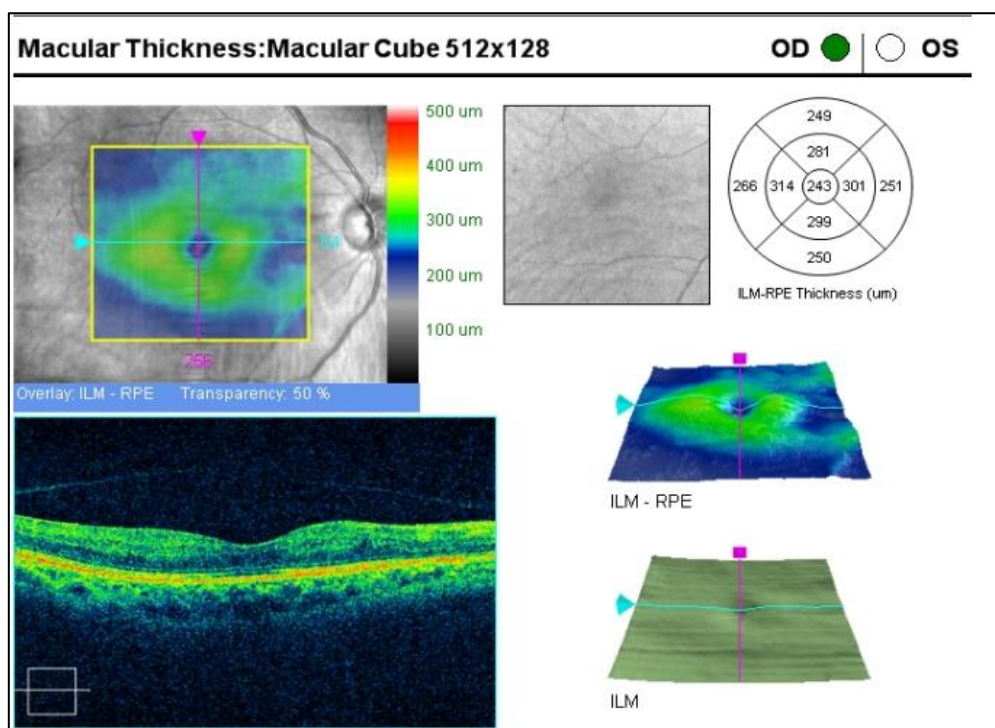 Macular Thickness:Macular Cube 512x128 OD OS
500 um
400 um
300 um
200 um
100 um
256
Overlay: ILM - RPE Transparency: 50 %
249
281
266 314 243 301 251
299
250
ILM-RPE Thickness (um)
ILM - RPE
ILM